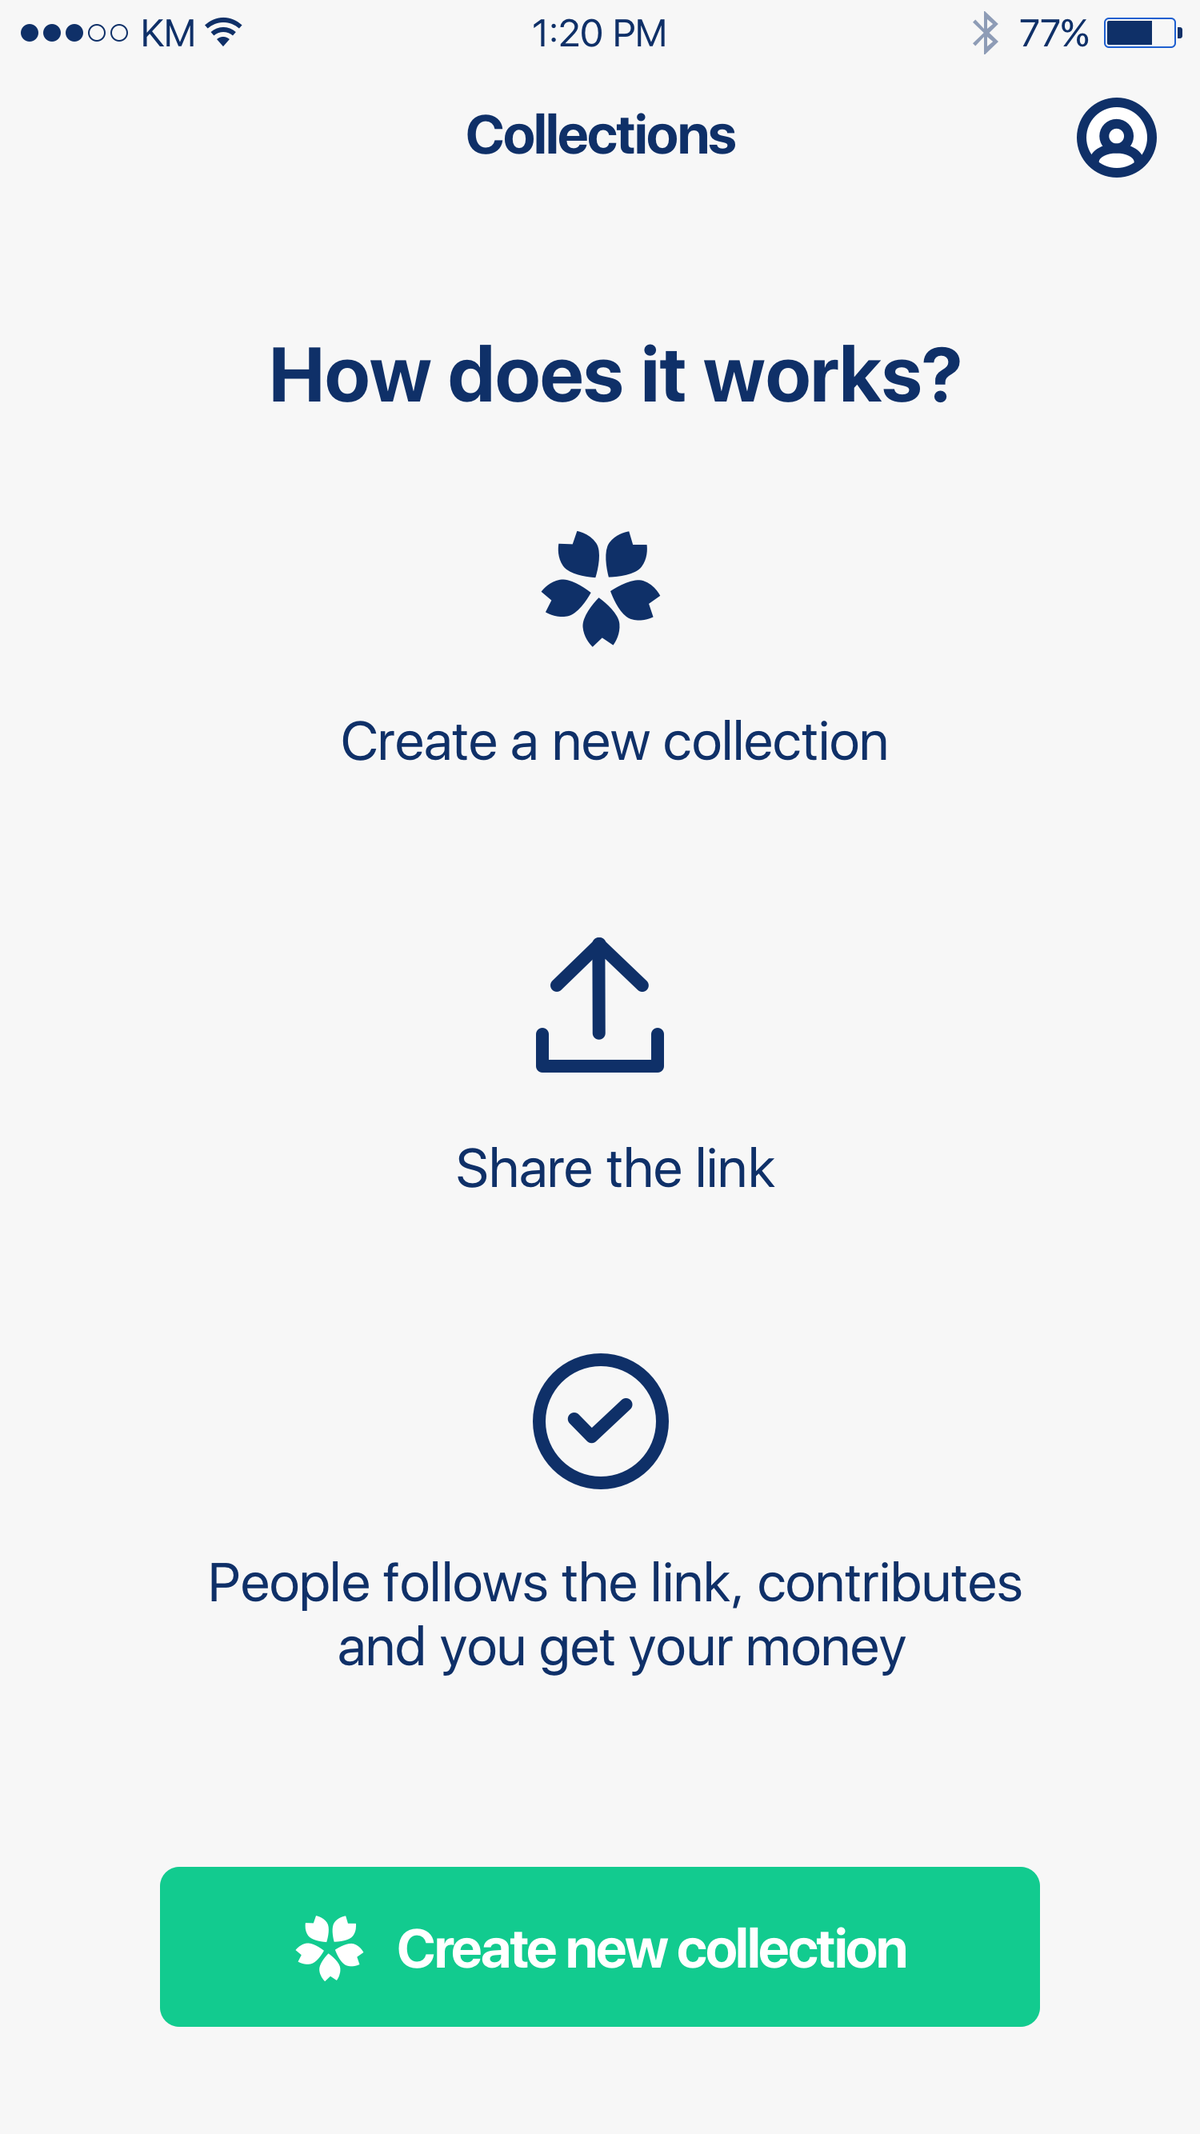 KM 1:20 PM 77%
Collections
How does it works?
Create a new collection
Share the link
People follows the link, contributes
and you get your money
Create new collection